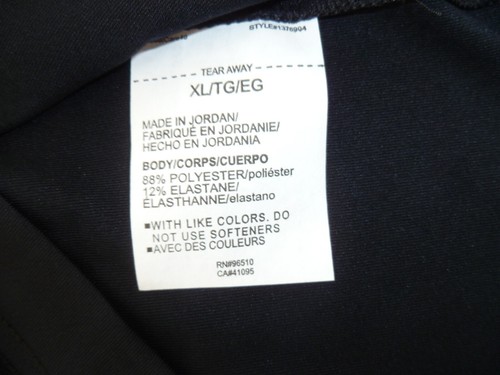 TEAR AWAY
XL/TG/EG
MADE IN JORDAN/
FABRIQUÉ EN JORDANIE/
HECHO EN JORDANIA
BODY/CORPS/CUERPO
88% POLYESTER/poliéster
12% ELASTANE/
ÉLASTHANNE/elastano
▪WITH LIKE COLORS, DO
NOT USE SOFTENERS
▪AVEC DES COULEURS
RN#96510
CA#41095